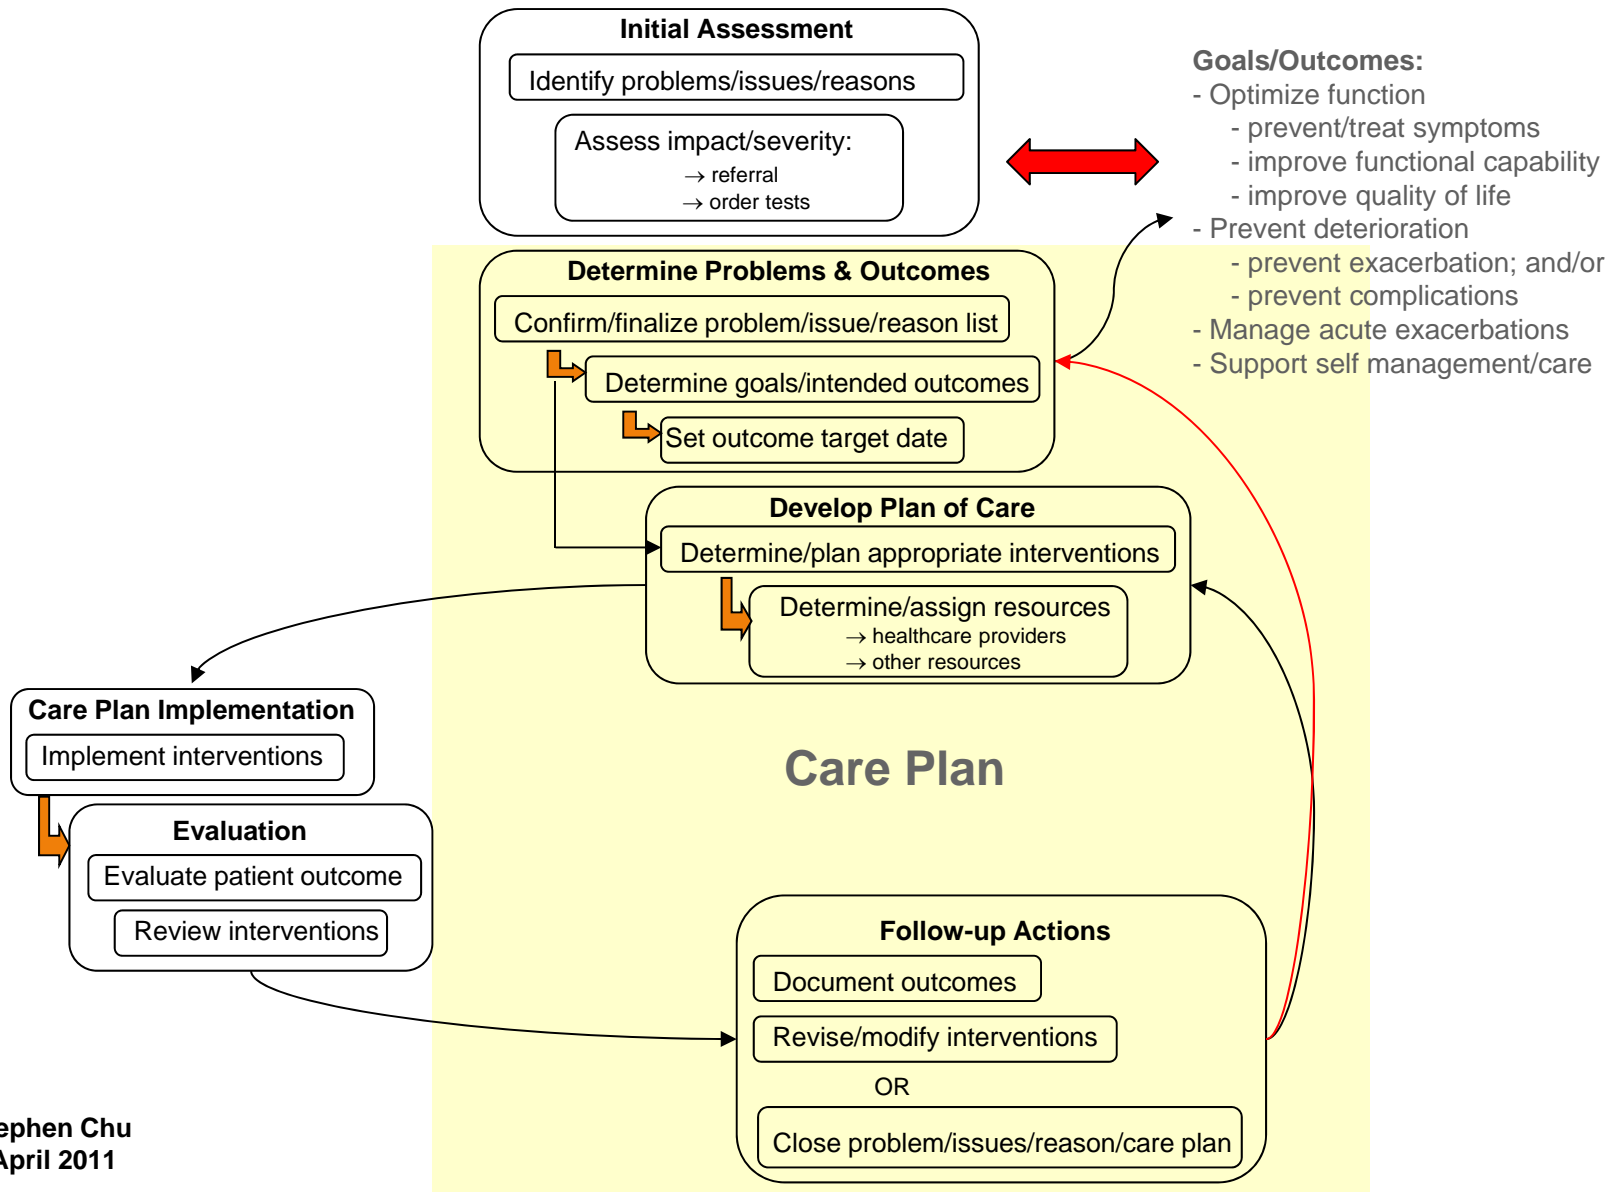 Initial Assessment
Identify problems/issues/reasons
Assess impact/severity:
→ referral
→ order tests
Goals/Outcomes:
- Optimize function
- prevent/treat symptoms
- improve functional capability
- improve quality of life
- Prevent deterioration
- prevent exacerbation; and/or
- prevent complications
- Manage acute exacerbations
- Support self management/care
Determine Problems & Outcomes
Confirm/finalize problem/issue/reason list
Determine goals/intended outcomes
Set outcome target date
Develop Plan of Care
Determine/plan appropriate interventions
Determine/assign resources
→ healthcare providers
→ other resources
Care Plan Implementation
Implement interventions
Care Plan
Evaluation
Evaluate patient outcome
Review interventions
Follow-up Actions
Document outcomes
Revise/modify interventions
OR
Close problem/issues/reason/care plan
ephen Chu
April 2011